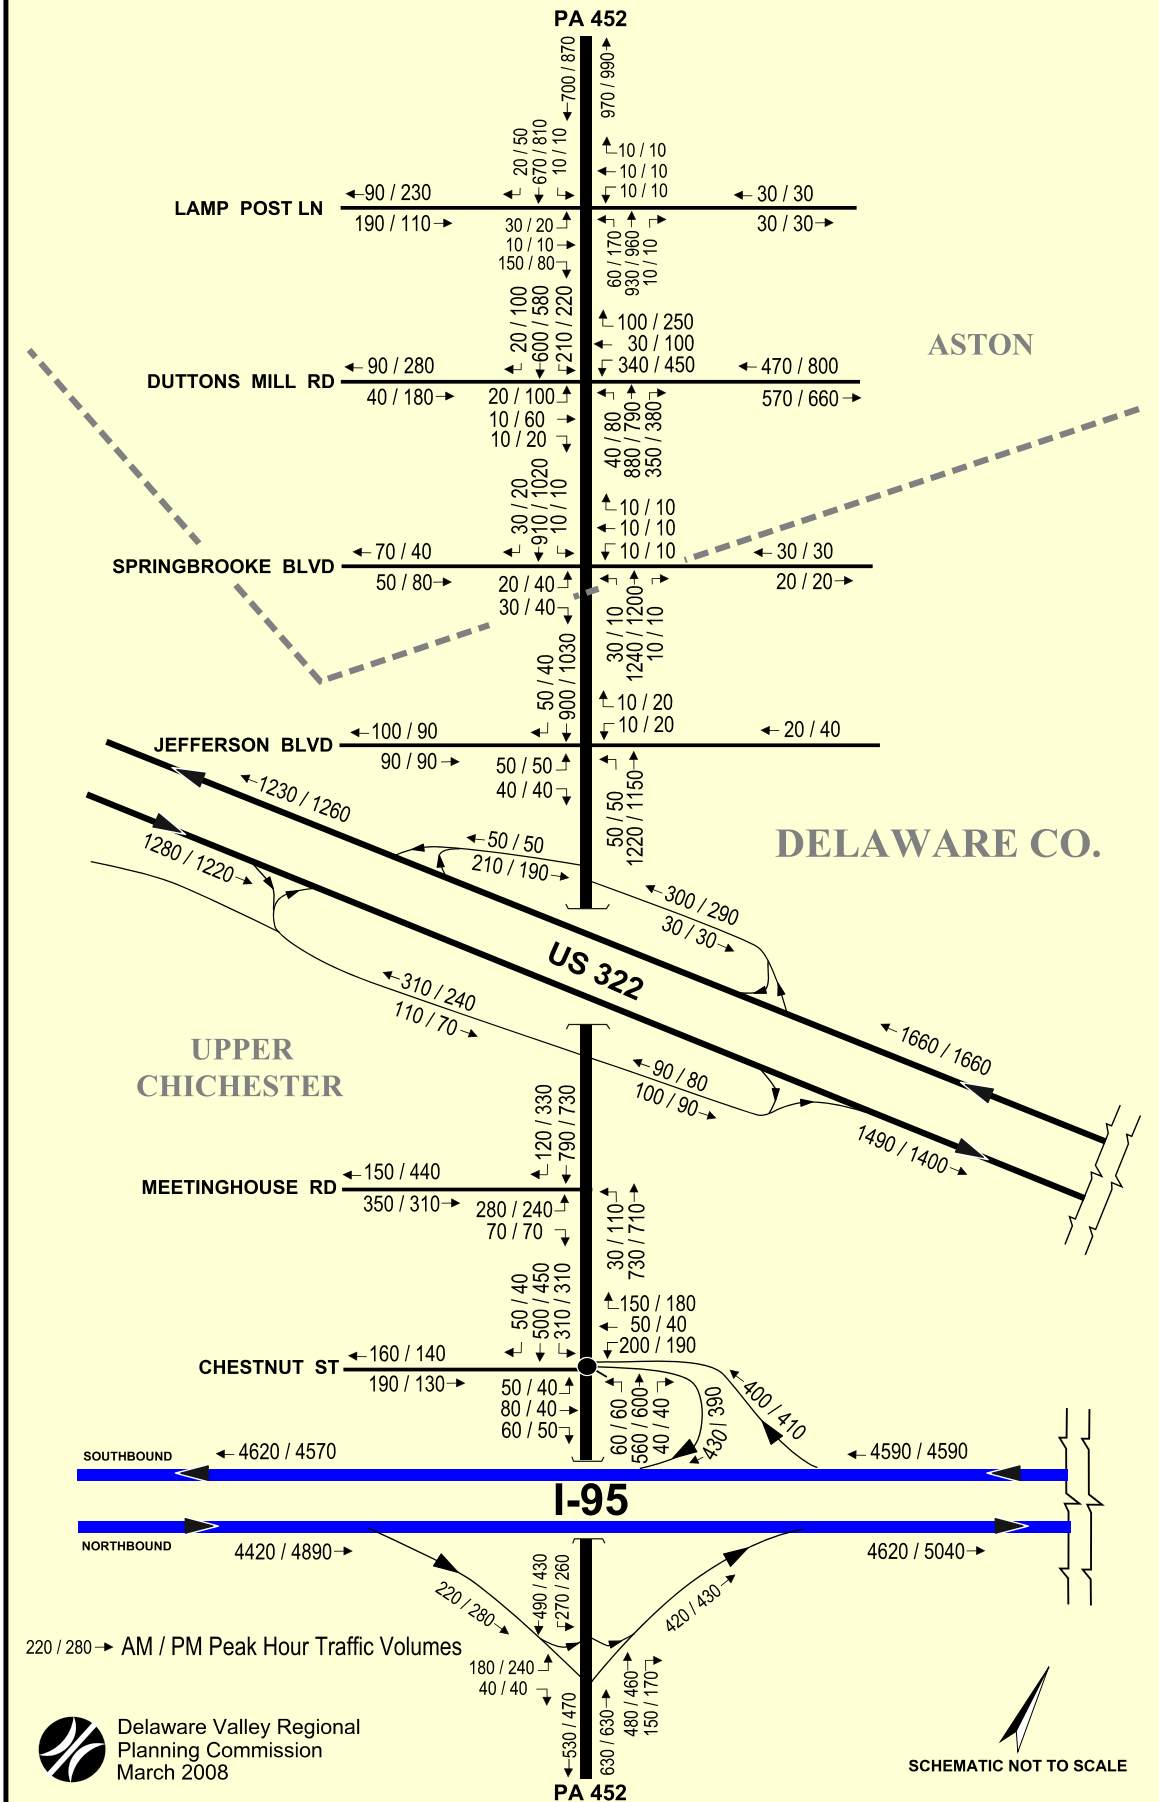 PA 452
700 / 870
970 / 990
20 / 50
670 / 810
10 / 10
10 / 10
10 / 10
10 / 10
90 / 230
30 / 30
LAMP POST LN
190 / 110
30 / 20
10 / 10
150 / 80
60 / 170
930 / 960
10 / 10
30 / 30
20 / 100
600 / 580
210 / 220
100 / 250
30 / 100
340 / 450
ASTON
90 / 280
470 / 800
DUTTONS MILL RD
40 / 180
20 / 100
10 / 60
10 / 20
40 / 80
880 / 790
350 / 380
570 / 660
30 / 20
910 / 1020
10 / 10
10 / 10
10 / 10
10 / 10
70 / 40
30 / 30
SPRINGBROOKE BLVD
50 / 80
20 / 40
30 / 40
30 / 10
1240 / 1200
10 / 10
20 / 20
50 / 40
900 / 1030
10 / 20
10 / 20
100 / 90
20 / 40
JEFFERSON BLVD
90 / 90
50 / 50
40 / 40
50 / 50
1220 / 1150
1230 / 1260
1280 / 1220
50 / 50
210 / 190
DELAWARE CO.
300 / 290
30 / 30
US 322
310 / 240
110 / 70
UPPER
CHICHESTER
90 / 80
100 / 90
1660 / 1660
1490 / 1400
120 / 330
790 / 730
150 / 440
MEETINGHOUSE RD
350 / 310
280 / 240
70 / 70
30 / 110
730 / 710
50 / 40
500 / 450
310 / 310
150 / 180
50 / 40
200 / 190
160 / 140
CHESTNUT ST
190 / 130
50 / 40
80 / 40
60 / 50
60 / 60
560 / 600
40 / 40
430 / 390
400 / 410
SOUTHBOUND
4620 / 4570
4590 / 4590
I-95
NORTHBOUND
4420 / 4890
4620 / 5040
220 / 280
490 / 430
270 / 260
420 / 430
220 / 280 AM / PM Peak Hour Traffic Volumes
180 / 240
40 / 40
480 / 460
150 / 170
530 / 470
630 / 630
Delaware Valley Regional
Planning Commission
March 2008
SCHEMATIC NOT TO SCALE
PA 452